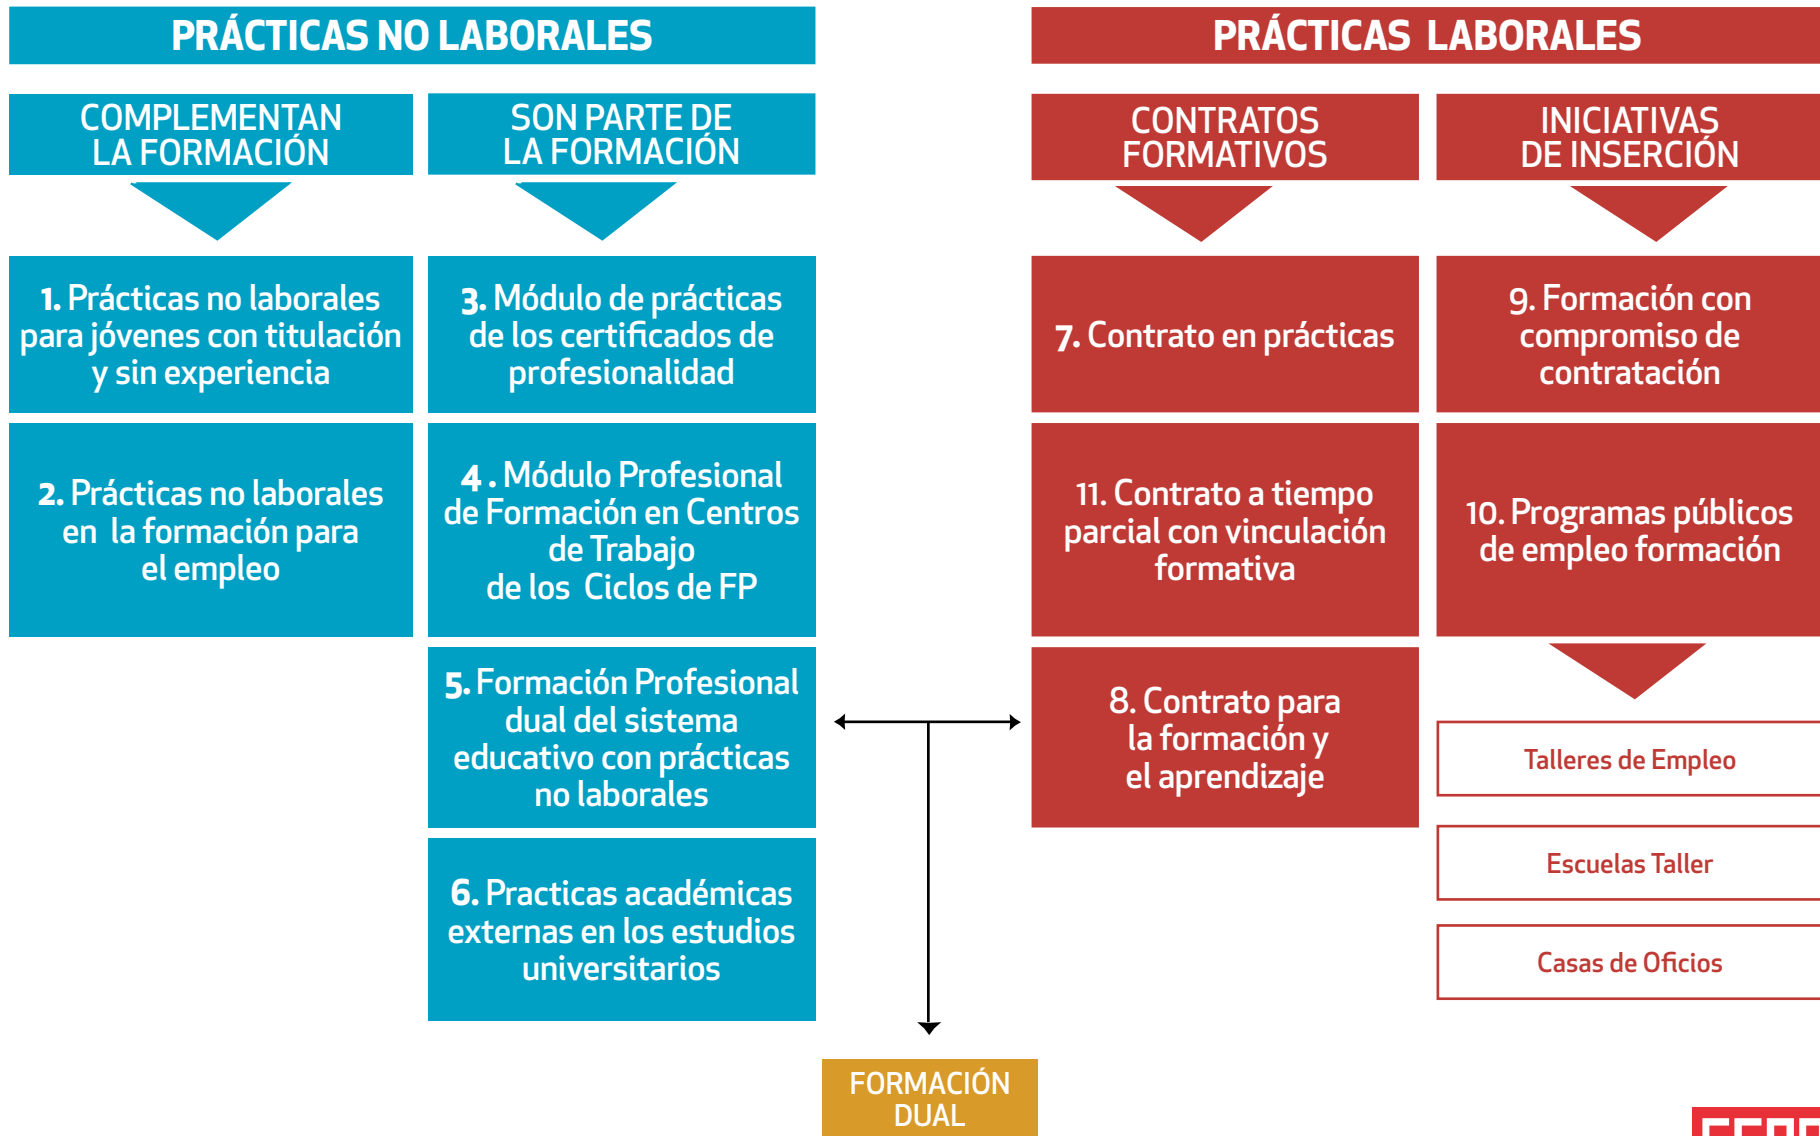 PRÁCTICAS NO LABORALES
COMPLEMENTAN
LA FORMACIÓN
1. Prácticas no laborales
para jóvenes con titulación
y sin experiencia
2. Prácticas no laborales
en la formación para
el empleo
SON PARTE DE
LA FORMACIÓN
3. Módulo de prácticas
de los certificados de
profesionalidad
4 . Módulo Profesional
de Formación en Centros
de Trabajo
de los Ciclos de FP
5. Formación Profesional
dual del sistema
educativo con prácticas
no laborales
6. Practicas académicas
externas en los estudios
universitarios
PRÁCTICAS LABORALES
CONTRATOS
FORMATIVOS
7. Contrato en prácticas
11. Contrato a tiempo
parcial con vinculación
formativa
8. Contrato para
la formación y
el aprendizaje
INICIATIVAS
DE INSERCIÓN
9. Formación con
compromiso de
contratación
10. Programas públicos
de empleo formación
Talleres de Empleo
Escuelas Taller
Casas de Oficios
FORMACIÓN
DUAL